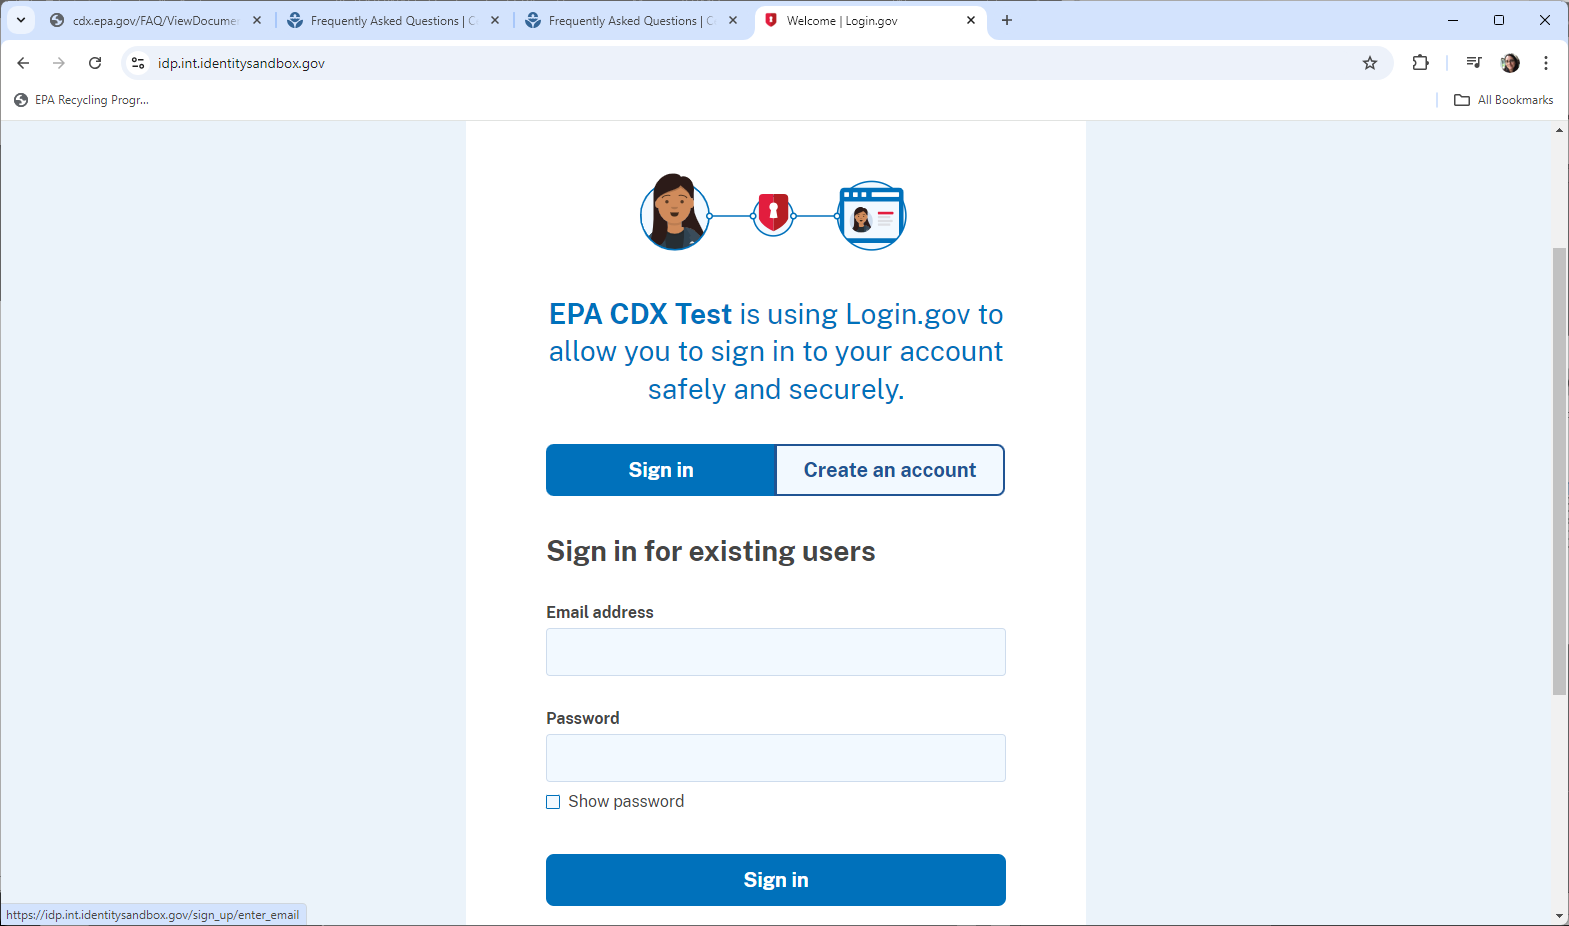 cdx.epa.gov/FAQ/ViewDocume
Frequently Asked Questions | C
Frequently Asked Questions | C
Welcome | Login.gov
idp.int.identitysandbox.gov
EPA Recycling Progr...
All Bookmarks
EPA CDX Test is using Login.gov to
allow you to sign in to your account
safely and securely.
Sign in
Create an account
Sign in for existing users
Email address
Password
Show password
Sign in
https://idp.int.identitysandbox.gov/sign_up/enter_email